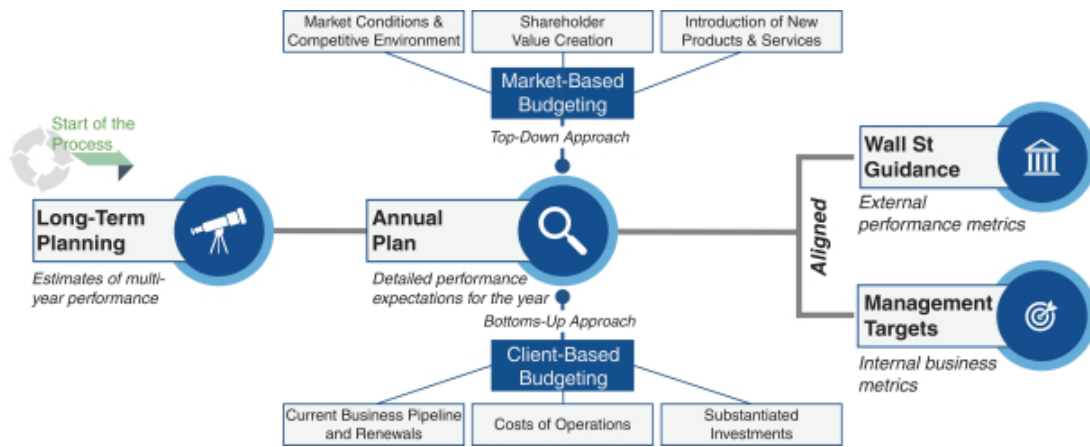 Market Conditions &
Competitive Environment
Shareholder
Value Creation
Introduction of New
Products & Services
Market-Based
Budgeting
Top-Down Approach
Start of the
Process
Long-Term
Planning
Estimates of multi-
year performance
Annual
Plan
Detailed performance
expectations for the year
Aligned
Wall St
Guidance
External
performance metrics
Management
Targets
Internal business
metrics
Bottoms-Up Approach
Client-Based
Budgeting
Current Business Pipeline
and Renewals
Costs of Operations
Substantiated
Investments